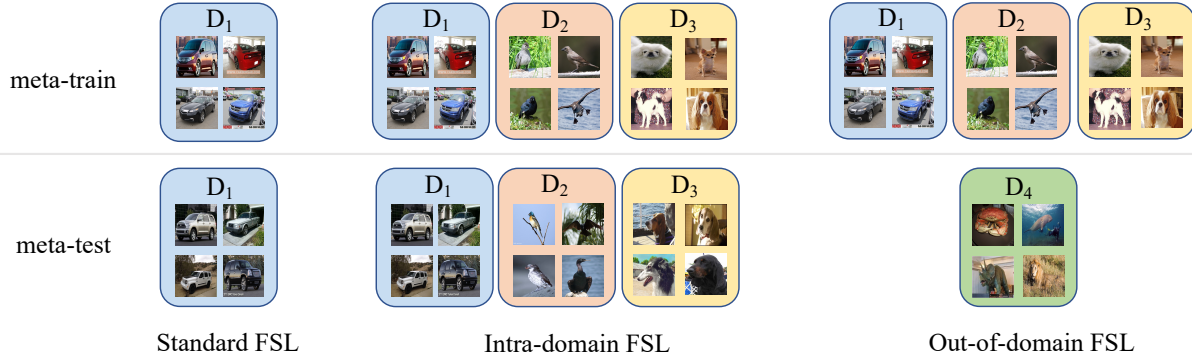 D₁ D₁ D₂ D₃ D₁ D₂ D₃
meta-train
D₁ D₁ D₂ D₃ D₄
meta-test
Standard FSL Intra-domain FSL Out-of-domain FSL